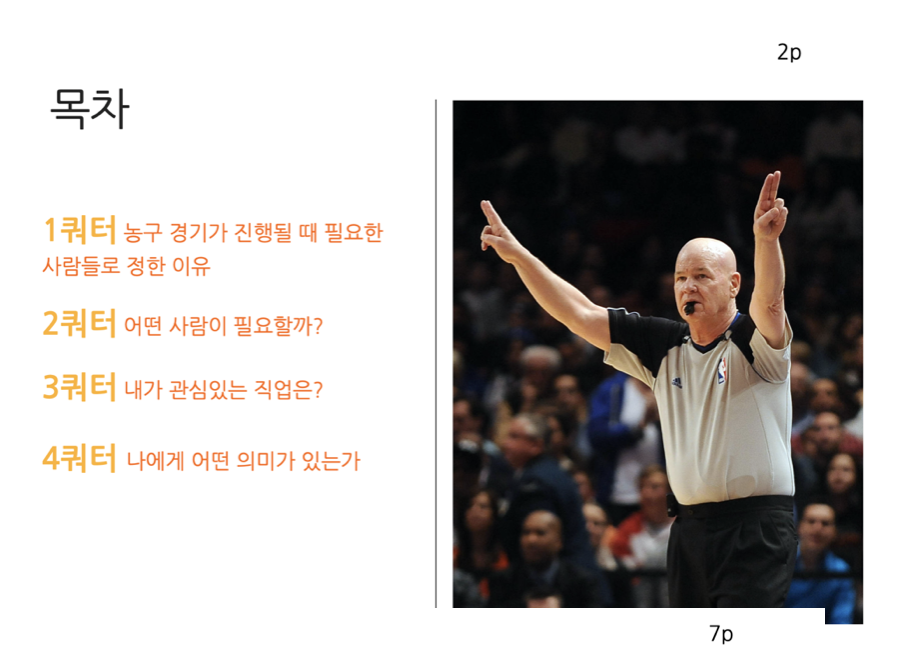 2p
목차
1쿼터 농구 경기가 진행될 때 필요한
사람들로 정한 이유
2쿼터 어떤 사람이 필요할까?
3쿼터 내가 관심있는 직업은?
4쿼터 나에게 어떤 의미가 있는가
7p